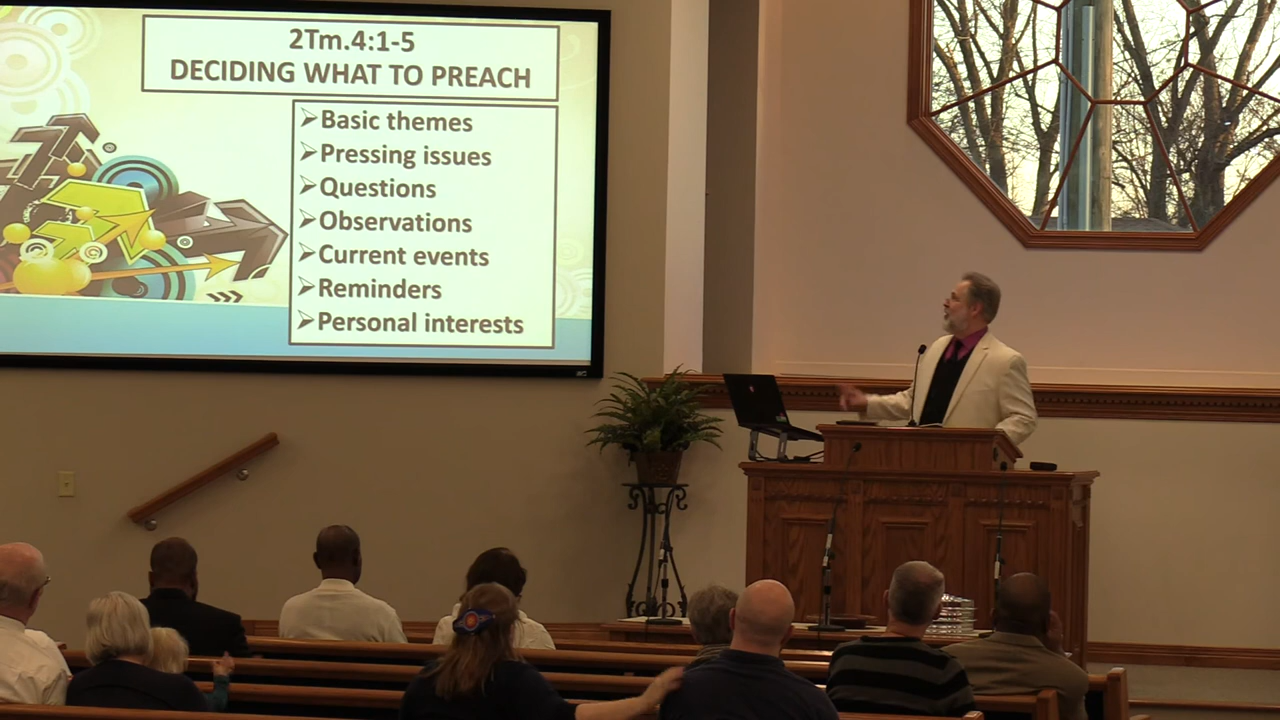 2Tm.4:1-5
DECIDING WHAT TO PREACH
➢Basic themes
➢Pressing issues
➢Questions
➢Observations
➢Current events
➢Reminders
➢Personal interests